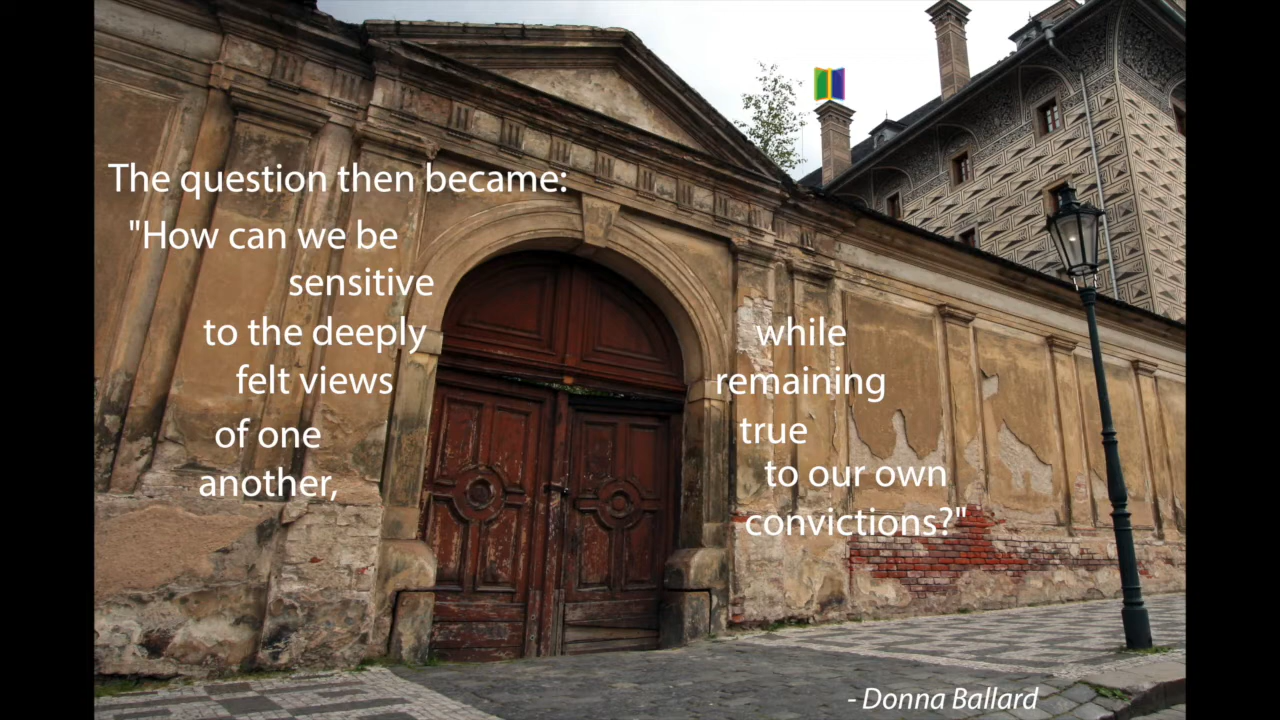 The question then became:
"How can we be
sensitive
to the deeply
felt views
of one
another,
while
remaining
true
to our own
convictions?"
- Donna Ballard